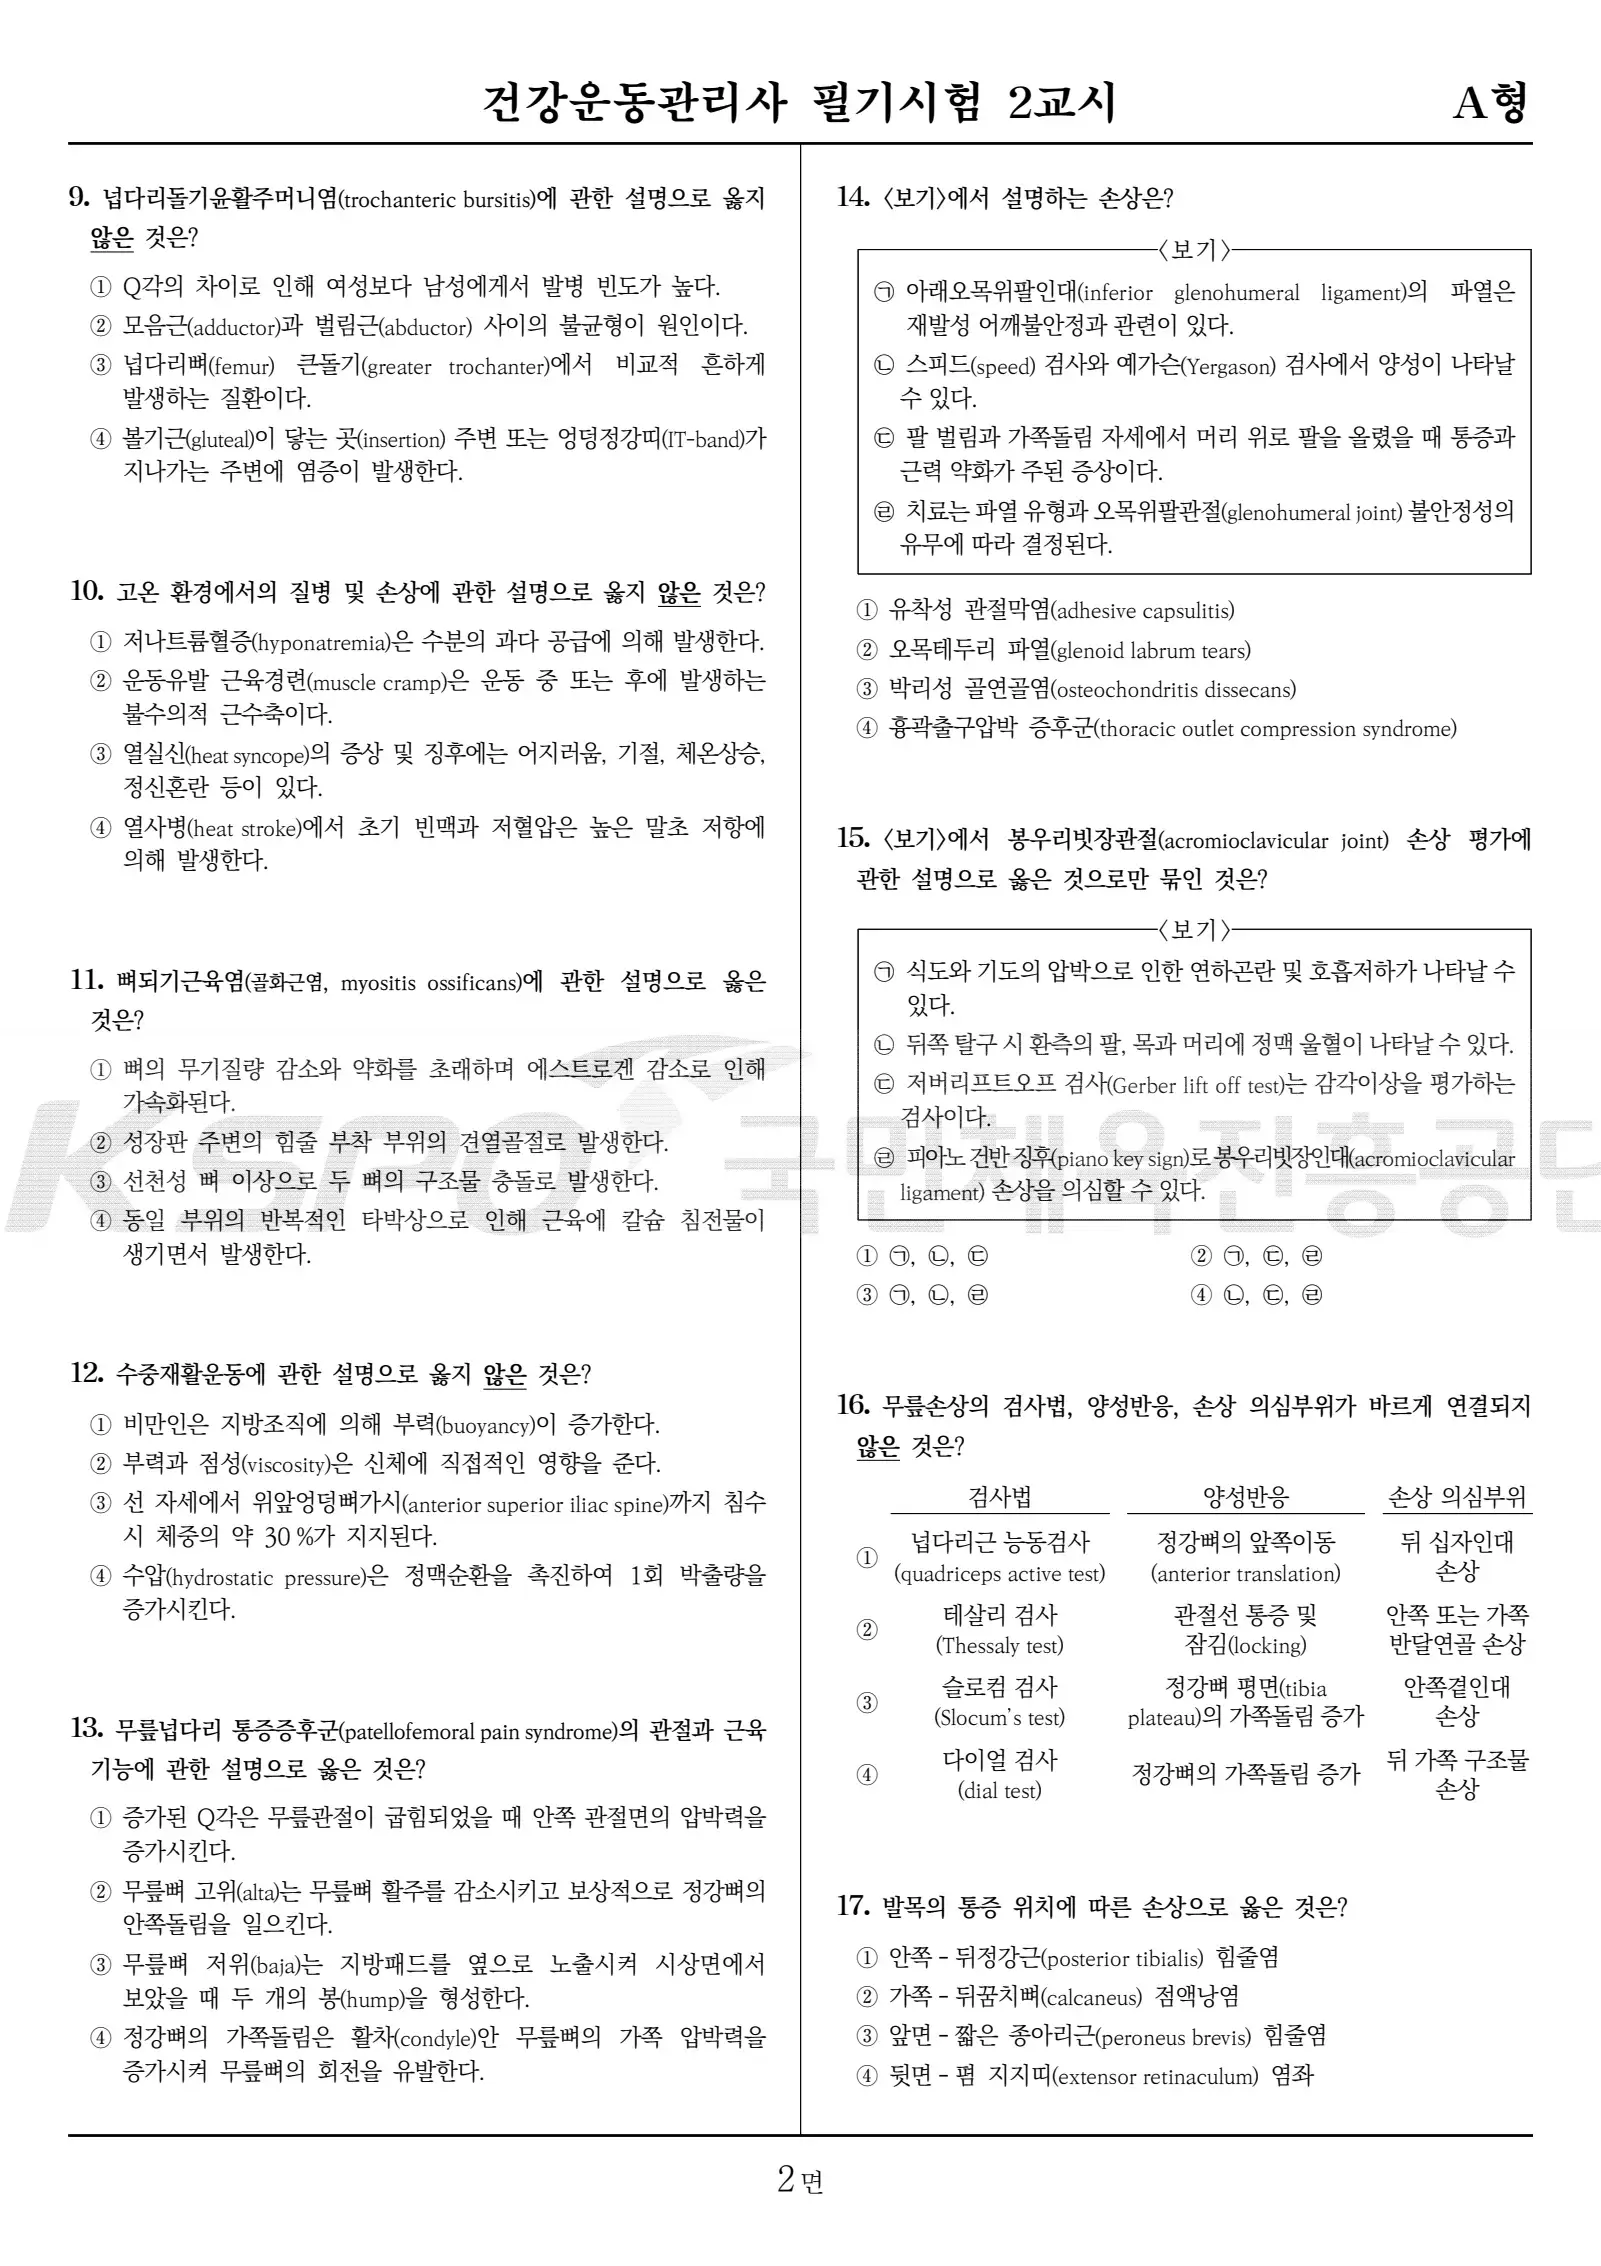 건강운동관리사 필기시험 2교시
A형
9. 넙다리돌기윤활주머니염(trochanteric bursitis)에 관한 설명으로 옳지
않은 것은?
① Q각의 차이로 인해 여성보다 남성에게서 발병 빈도가 높다.
② 모음근(adductor)과 벌림근(abductor) 사이의 불균형이 원인이다.
③ 넙다리뼈(femur) 큰돌기(greater trochanter)에서 비교적 흔하게
발생하는 질환이다.
④ 볼기근(gluteal)이 닿는 곳(insertion) 주변 또는 엉덩정강띠(IT-band)가
지나가는 주변에 염증이 발생한다.
10. 고온 환경에서의 질병 및 손상에 관한 설명으로 옳지 않은 것은?
① 저나트륨혈증(hyponatremia)은 수분의 과다 공급에 의해 발생한다.
② 운동유발 근육경련(muscle cramp)은 운동 중 또는 후에 발생하는
불수의적 근수축이다.
③ 열실신(heat syncope)의 증상 및 징후에는 어지러움, 기절, 체온상승,
정신혼란 등이 있다.
④ 열사병(heat stroke)에서 초기 빈맥과 저혈압은 높은 말초 저항에
의해 발생한다.
11. 뼈되기근육염(골화근염, myositis ossificans)에 관한 설명으로 옳은
것은?
① 뼈의 무기질량 감소와 약화를 초래하며 에스트로겐 감소로 인해
가속화된다.
② 성장판 주변의 힘줄 부착 부위의 견열골절로 발생한다.
③ 선천성 뼈 이상으로 두 뼈의 구조물 충돌로 발생한다.
④ 동일 부위의 반복적인 타박상으로 인해 근육에 칼슘 침전물이
생기면서 발생한다.
12. 수중재활운동에 관한 설명으로 옳지 않은 것은?
① 비만인은 지방조직에 의해 부력(buoyancy)이 증가한다.
② 부력과 점성(viscosity)은 신체에 직접적인 영향을 준다.
③ 선 자세에서 위앞엉덩뼈가시(anterior superior iliac spine)까지 침수
시 체중의 약 30 %가 지지된다.
④ 수압(hydrostatic pressure)은 정맥순환을 촉진하여 1회 박출량을
증가시킨다.
13. 무릎넙다리 통증증후군(patellofemoral pain syndrome)의 관절과 근육
기능에 관한 설명으로 옳은 것은?
① 증가된 Q각은 무릎관절이 굽힘되었을 때 안쪽 관절면의 압박력을
증가시킨다.
② 무릎뼈 고위(alta)는 무릎뼈 활주를 감소시키고 보상적으로 정강뼈의
안쪽돌림을 일으킨다.
③ 무릎뼈 저위(baja)는 지방패드를 옆으로 노출시켜 시상면에서
보았을 때 두 개의 봉(hump)을 형성한다.
④ 정강뼈의 가쪽돌림은 활차(condyle)안 무릎뼈의 가쪽 압박력을
증가시켜 무릎뼈의 회전을 유발한다.
14. 〈보기〉에서 설명하는 손상은?
〈보기〉
㉠ 아래오목위팔인대(inferior glenohumeral ligament)의 파열은
재발성 어깨불안정과 관련이 있다.
㉡ 스피드(speed) 검사와 예가슨(Yergason) 검사에서 양성이 나타날
수 있다.
㉢ 팔 벌림과 가쪽돌림 자세에서 머리 위로 팔을 올렸을 때 통증과
근력 약화가 주된 증상이다.
㉣ 치료는 파열 유형과 오목위팔관절(glenohumeral joint) 불안정성의
유무에 따라 결정된다.
① 유착성 관절막염(adhesive capsulitis)
② 오목테두리 파열(glenoid labrum tears)
③ 박리성 골연골염(osteochondritis dissecans)
④ 흉곽출구압박 증후군(thoracic outlet compression syndrome)
15. 〈보기〉에서 봉우리빗장관절(acromioclavicular joint) 손상 평가에
관한 설명으로 옳은 것으로만 묶인 것은?
〈보기〉
㉠ 식도와 기도의 압박으로 인한 연하곤란 및 호흡저하가 나타날 수
있다.
㉡ 뒤쪽 탈구 시 환측의 팔, 목과 머리에 정맥 울혈이 나타날 수 있다.
㉢ 저버리프트오프 검사(Gerber lift off test)는 감각이상을 평가하는
검사이다.
㉣ 피아노 건반 징후(piano key sign)로 봉우리빗장인대(acromioclavicular
ligament) 손상을 의심할 수 있다.
① ㉠, ㉡, ㉢ ② ㉠, ㉢, ㉣
③ ㉠, ㉡, ㉣ ④ ㉡, ㉢, ㉣
16. 무릎손상의 검사법, 양성반응, 손상 의심부위가 바르게 연결되지
않은 것은?
검사법 양성반응 손상 의심부위
① 넙다리근 능동검사 (quadriceps active test) 정강뼈의 앞쪽이동 (anterior translation) 뒤 십자인대 손상
② 테살리 검사 (Thessaly test) 관절선 통증 및 잠김(locking) 안쪽 또는 가쪽 반달연골 손상
③ 슬로컴 검사 (Slocum's test) 정강뼈 평면(tibia plateau)의 가쪽돌림 증가 안쪽곁인대 손상
④ 다이얼 검사 (dial test) 정강뼈의 가쪽돌림 증가 뒤 가쪽 구조물 손상
17. 발목의 통증 위치에 따른 손상으로 옳은 것은?
① 안쪽 - 뒤정강근(posterior tibialis) 힘줄염
② 가쪽 - 뒤꿈치뼈(calcaneus) 점액낭염
③ 앞면 - 짧은 종아리근(peroneus brevis) 힘줄염
④ 뒷면 - 폄 지지띠(extensor retinaculum) 염좌
KSPO 국민체육진흥공단
2 면